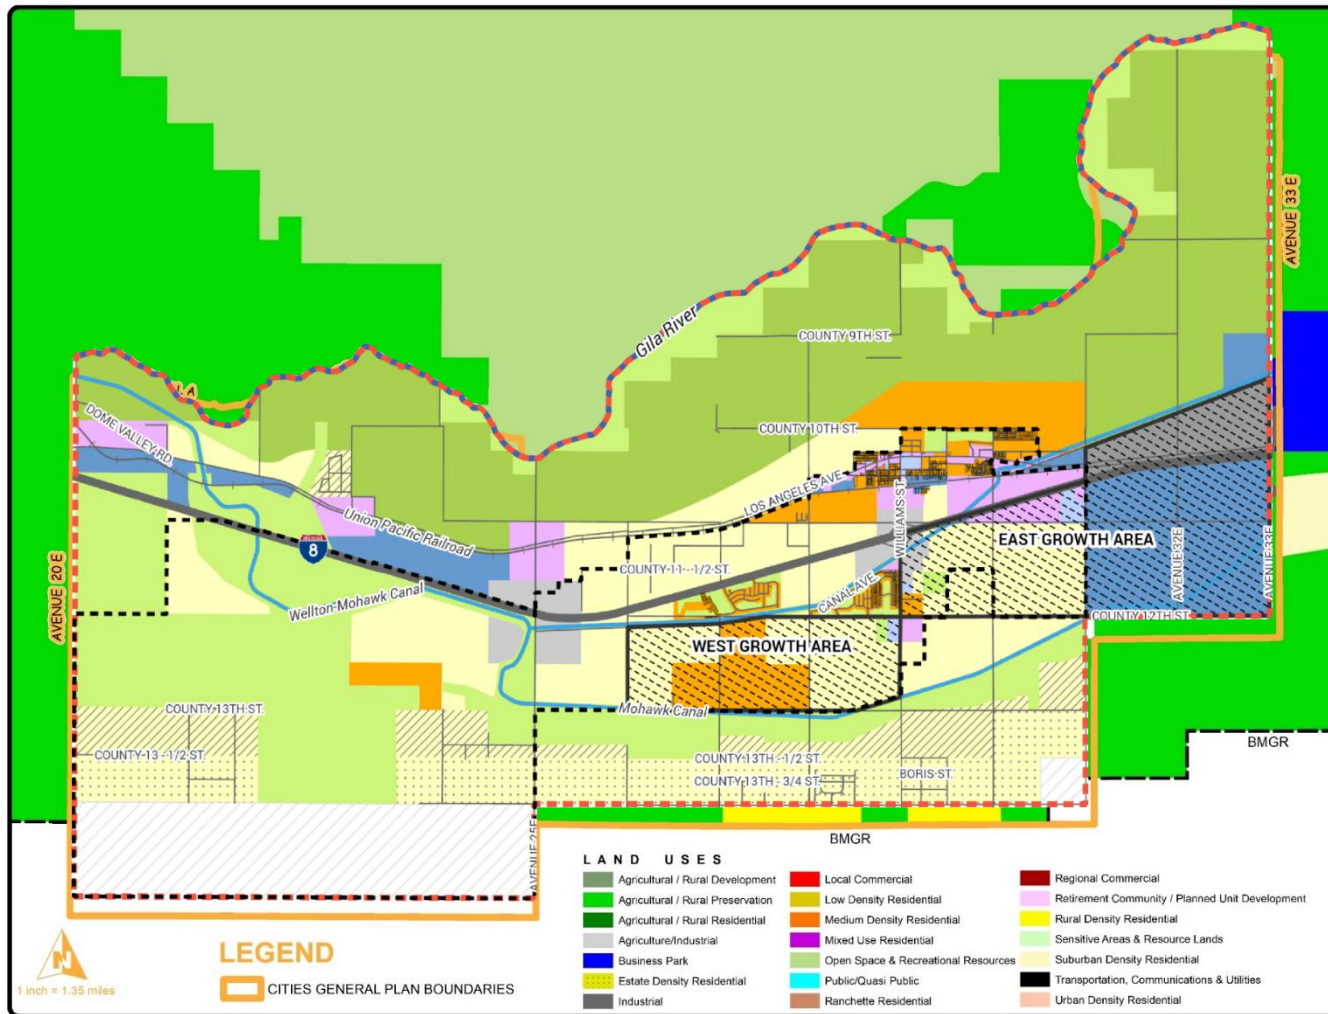 AVENUE 33 E
Gila River
COUNTY 9TH ST.
L A
DOME VALLEY RD.
COUNTY 10TH ST.
LOS ANGELES AVE.
WILLIAMS ST.
Union Pacific Railroad
INTERSTATE
8
EAST GROWTH AREA
AVENUE 32E
AVENUE 33E
COUNTY 11 - 1/2 ST.
AVENUE 20 E
Wellton-Mohawk Canal
CANAL AVE.
COUNTY 12TH ST.
WEST GROWTH AREA
COUNTY 13TH ST.
Mohawk Canal
COUNTY 13 - 1/2 ST.
COUNTY 13TH - 1/2 ST.
COUNTY 13TH - 3/4 ST.
BORIS ST.
BMGR
AVENUE 25E
BMGR
LAND USES
Agricultural / Rural Development
Agricultural / Rural Preservation
Agricultural / Rural Residential
Agriculture/Industrial
Business Park
Estate Density Residential
Industrial
Local Commercial
Low Density Residential
Medium Density Residential
Mixed Use Residential
Open Space & Recreational Resources
Public/Quasi Public
Ranchette Residential
Regional Commercial
Retirement Community / Planned Unit Development
Rural Density Residential
Sensitive Areas & Resource Lands
Suburban Density Residential
Transportation, Communications & Utilities
Urban Density Residential
N
1 inch = 1.35 miles
LEGEND
CITIES GENERAL PLAN BOUNDARIES